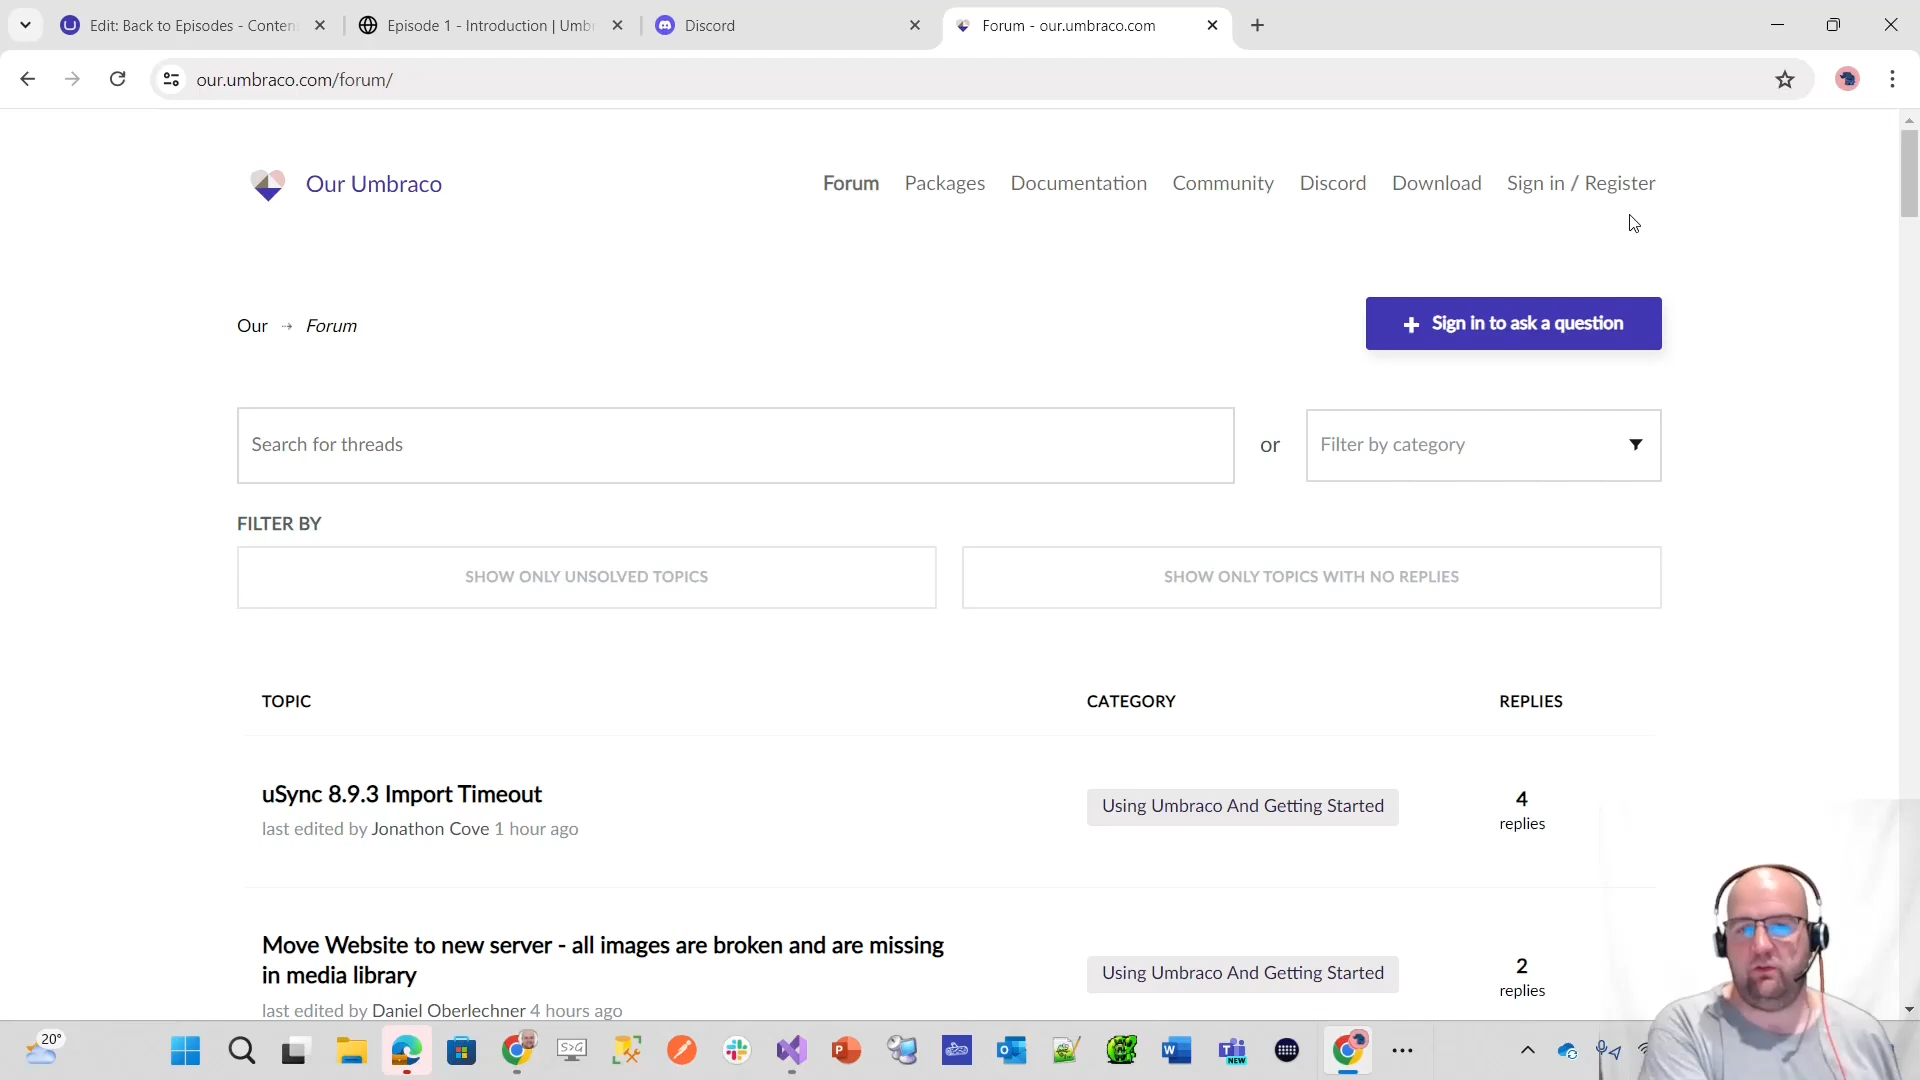 Edit: Back to Episodes - Conten
Episode 1 - Introduction | Umb
Discord
Forum - our.umbraco.com
our.umbraco.com/forum/
Our Umbraco
Forum
Packages
Documentation
Community
Discord
Download
Sign in / Register
Our → Forum
+ Sign in to ask a question
Search for threads
or
Filter by category
FILTER BY
SHOW ONLY UNSOLVED TOPICS
SHOW ONLY TOPICS WITH NO REPLIES
TOPIC
CATEGORY
REPLIES
uSync 8.9.3 Import Timeout
last edited by Jonathon Cove 1 hour ago
Using Umbraco And Getting Started
4
replies
Move Website to new server - all images are broken and are missing
in media library
last edited by Daniel Oberlechner 4 hours ago
Using Umbraco And Getting Started
2
replies
20°
S>G
NEW